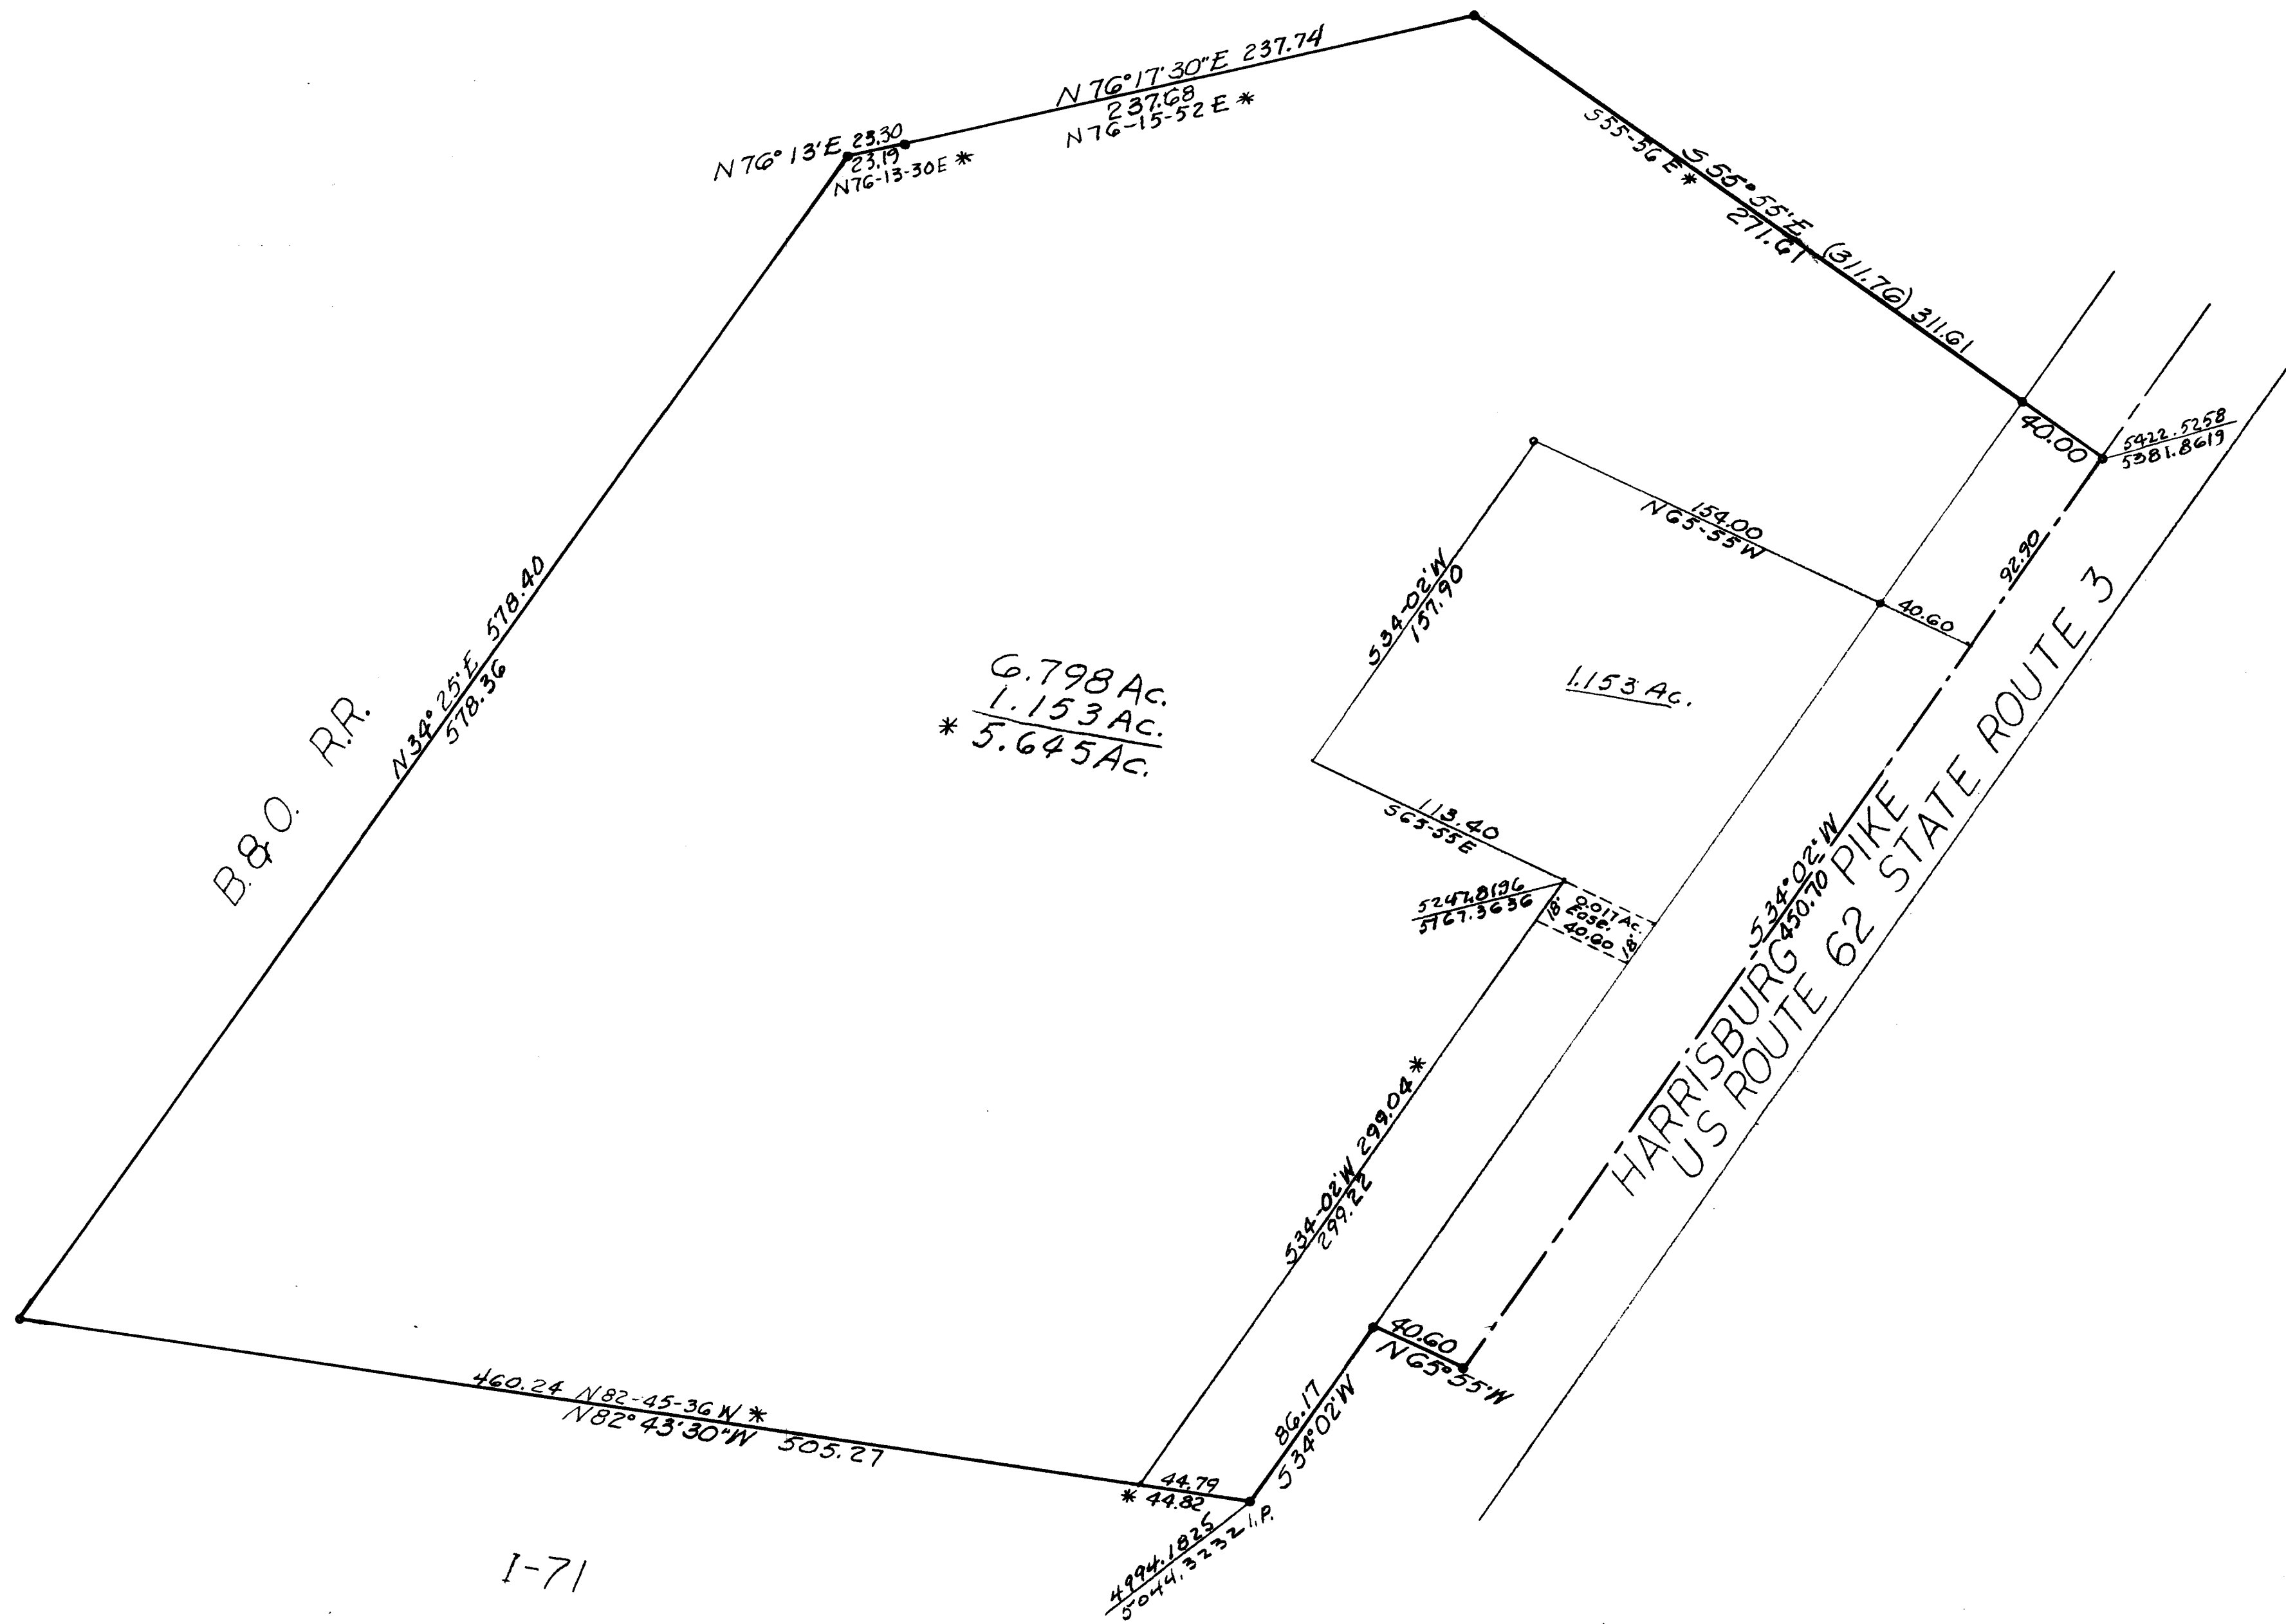 N 76° 17' 30" E 237.74
237.68
N 76-15-52 E *
N 76° 13' E 23.30
23.19
N76-13-30E *
S55-56 E *
S 55° 55' E (311.76) 311.61
271.61
40.00
5422.5258
5381.8619
154.00
N65-55W
40.60
92.90
S34-02'W
157.90
1.153 AC.
N 34° 25' E 578.40
578.36
B.&O. R.R.
6.798 AC.
1.153 AC.
* 5.645 AC.
113.40
S65-55E
5247.8196
5167.3636
0.017 AC.
EASE.
40.60
18'
18'
S34°02'W
450.70
HARRISBURG PIKE
US ROUTE 62 STATE ROUTE 3
S34-02'W 299.04 *
299.22
40.60
N65°55'W
86.17
S34°02'W
460.24 N82-45-36 W *
N82° 43' 30" W 505.27
44.79
* 44.82
4994.1825
5044.3232 I.P.
I-71